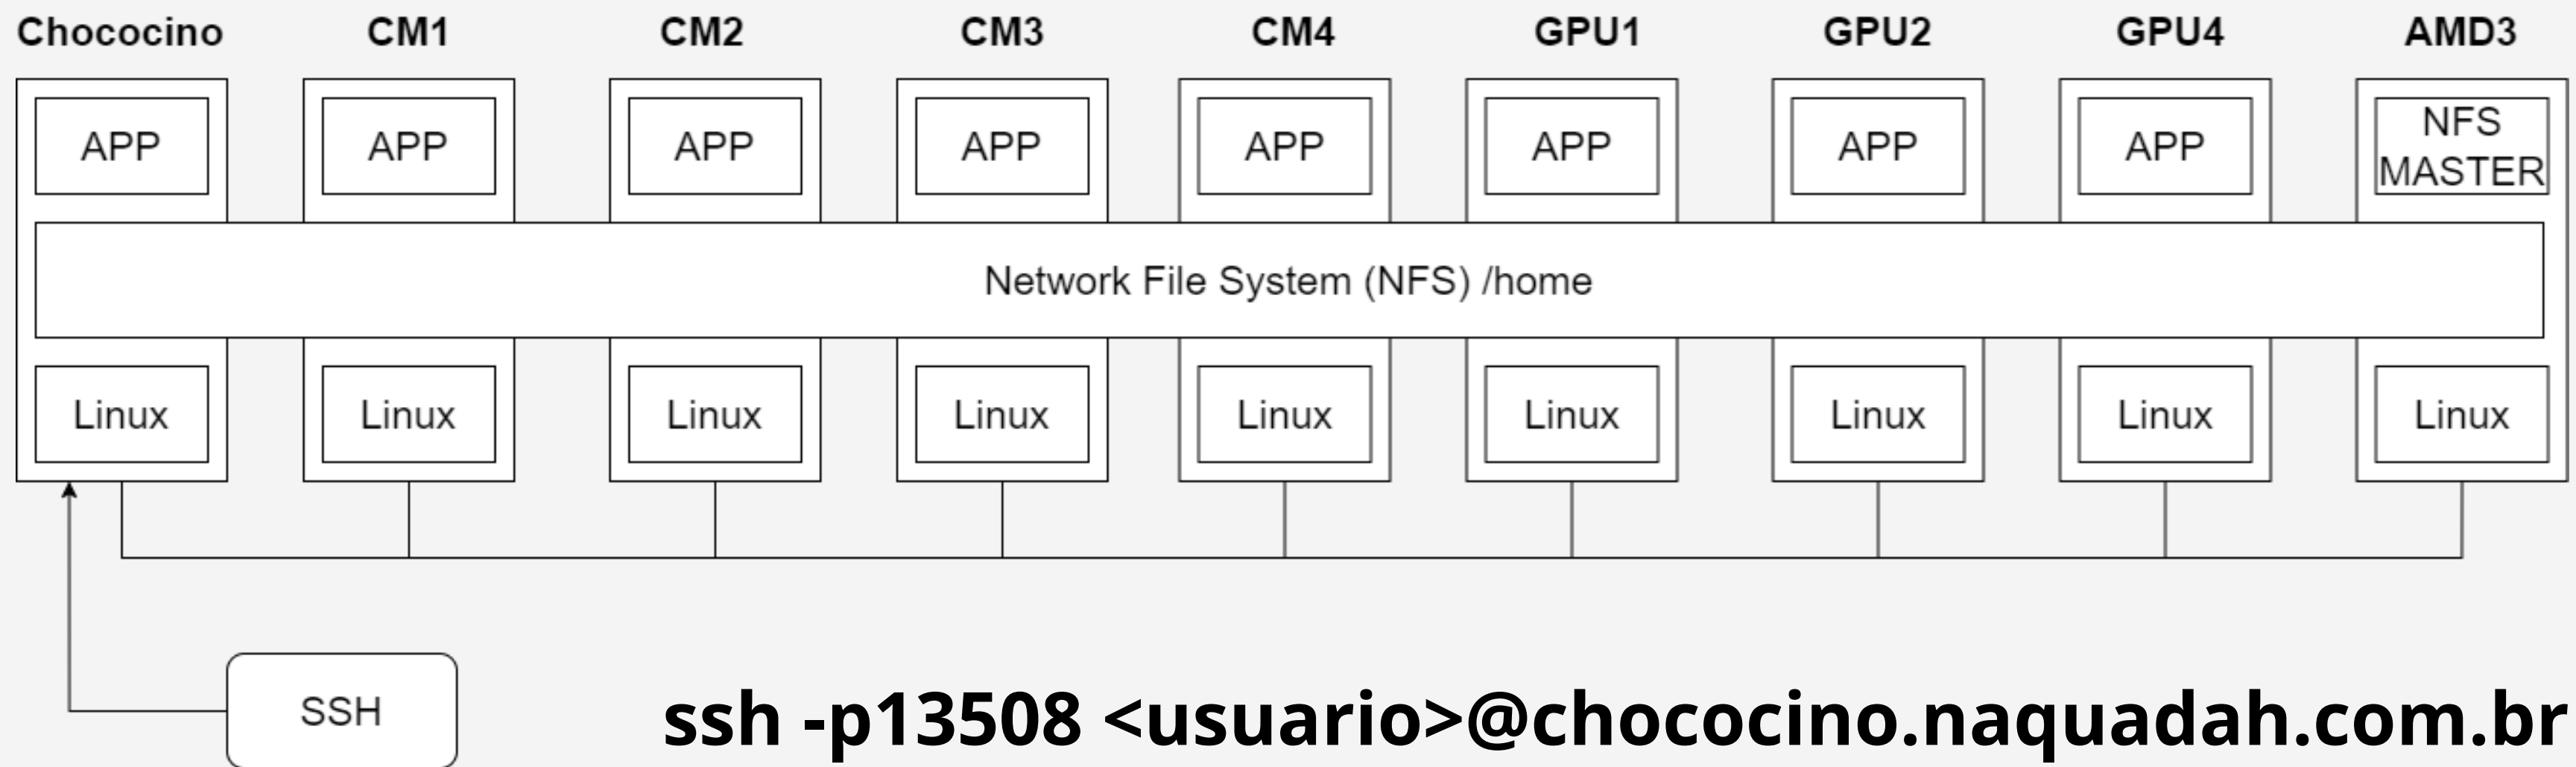 Chococino CM1 CM2 CM3 CM4 GPU1 GPU2 GPU4 AMD3
APP APP APP APP APP APP APP APP NFS
MASTER
Network File System (NFS) /home
Linux Linux Linux Linux Linux Linux Linux Linux Linux
SSH
ssh -p13508 <usuario>@chococino.naquadah.com.br